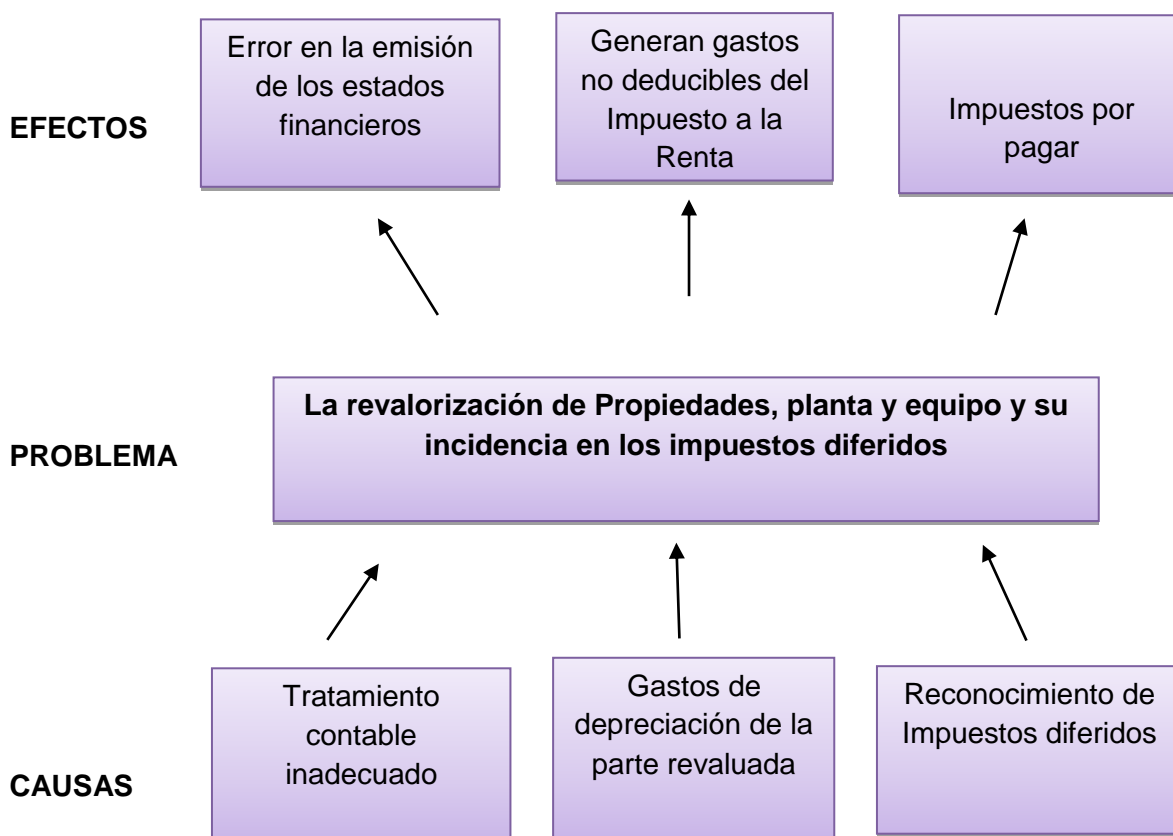 Error en la emisión
de los estados
financieros
Generan gastos
no deducibles del
Impuesto a la
Renta
Impuestos por
pagar
EFECTOS
La revalorización de Propiedades, planta y equipo y su
incidencia en los impuestos diferidos
PROBLEMA
Tratamiento
contable
inadecuado
Gastos de
depreciación de la
parte revaluada
Reconocimiento de
Impuestos diferidos
CAUSAS